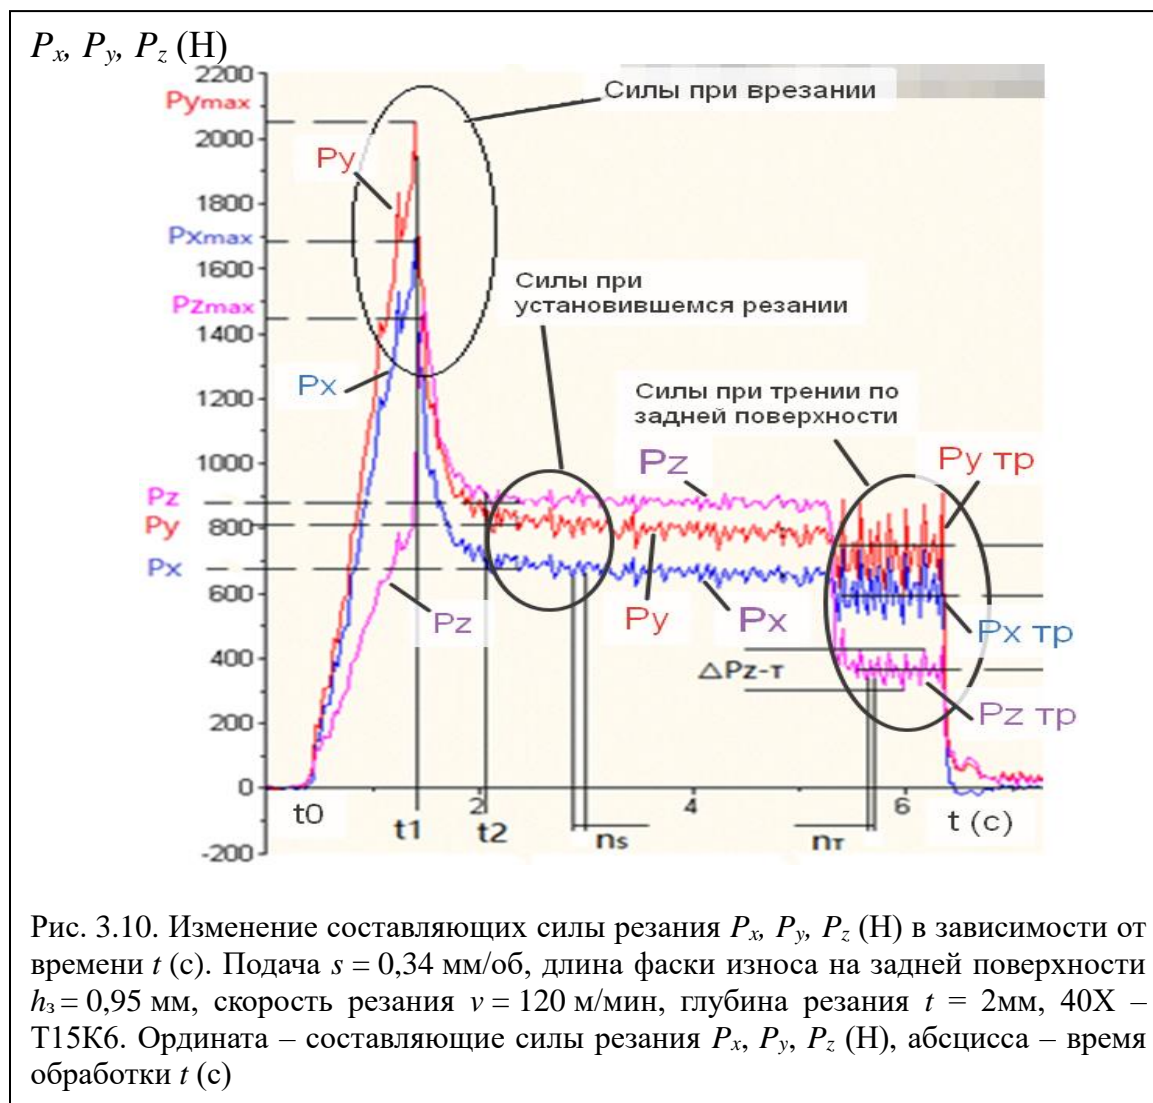 Px, Py, Pz (Н)
2200
Pymax
Силы при врезании
2000
Py
1800
Pxmax
1600
Силы при
установившемся резании
Pzmax
1400
Px
Силы при трении по
задней поверхности
1200
Pz
Py тр
1000
Pz
Py
800
Px
600
Pz
Py
Px
Px тр
400
△Pz-т
Pz тр
200
0
t0
2
4
6
t1
t2
ns
nт
t (c)
-200
Рис. 3.10. Изменение составляющих силы резания Px, Py, Pz (Н) в зависимости от
времени t (с). Подача s = 0,34 мм/об, длина фаски износа на задней поверхности
hз = 0,95 мм, скорость резания v = 120 м/мин, глубина резания t = 2мм, 40Х –
Т15К6. Ордината – составляющие силы резания Px, Py, Pz (Н), абсцисса – время
обработки t (с)